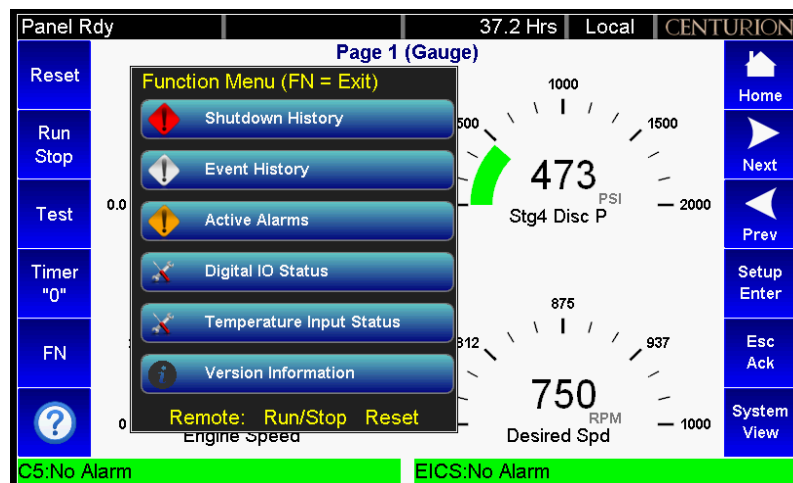 Panel Rdy 37.2 Hrs Local CENTURION
Page 1 (Gauge)
Reset
Run
Stop
Test
Timer
"0"
FN
?
Function Menu (FN = Exit)
Shutdown History
Event History
Active Alarms
Digital IO Status
Temperature Input Status
Version Information
Remote: Run/Stop Reset
0.0
0
Engine Speed
500
1000
1500
2000
473
PSI
Stg4 Disc P
812
875
937
1000
750
RPM
Desired Spd
Home
Next
Prev
Setup
Enter
Esc
Ack
System
View
C5:No Alarm
EICS:No Alarm